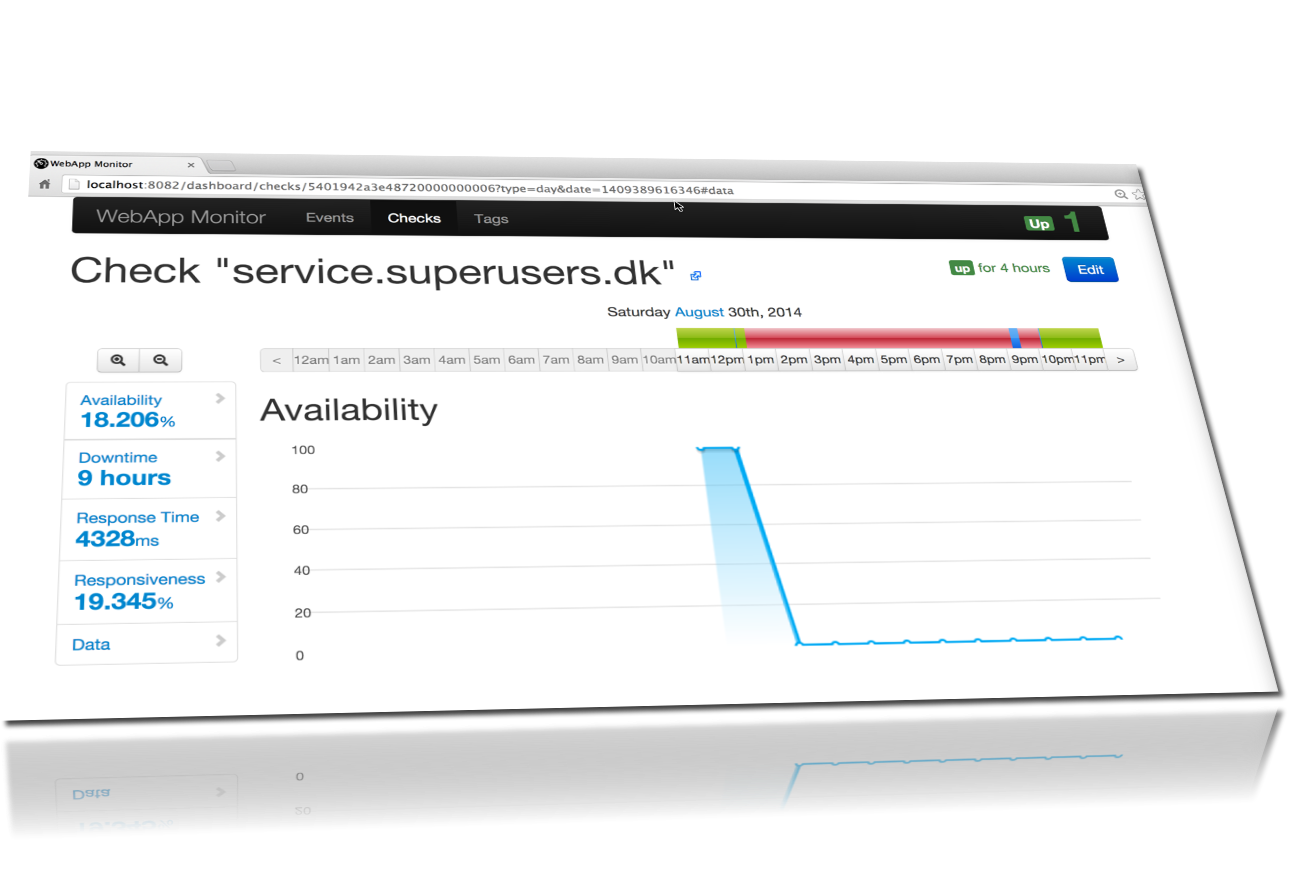 WebApp Monitor
localhost:8082/dashboard/checks/5401942a3e48720000000006?type=day&date=1409389616346#data
WebApp Monitor Events Checks Tags Up 1
Check "service.superusers.dk" up for 4 hours Edit
Saturday August 30th, 2014
< 12am 1am 2am 3am 4am 5am 6am 7am 8am 9am 10am 11am 12pm 1pm 2pm 3pm 4pm 5pm 6pm 7pm 8pm 9pm 10pm 11pm >
Availability
18.206%
Downtime
9 hours
Response Time
4328ms
Responsiveness
19.345%
Data
Availability
100
80
60
40
20
0